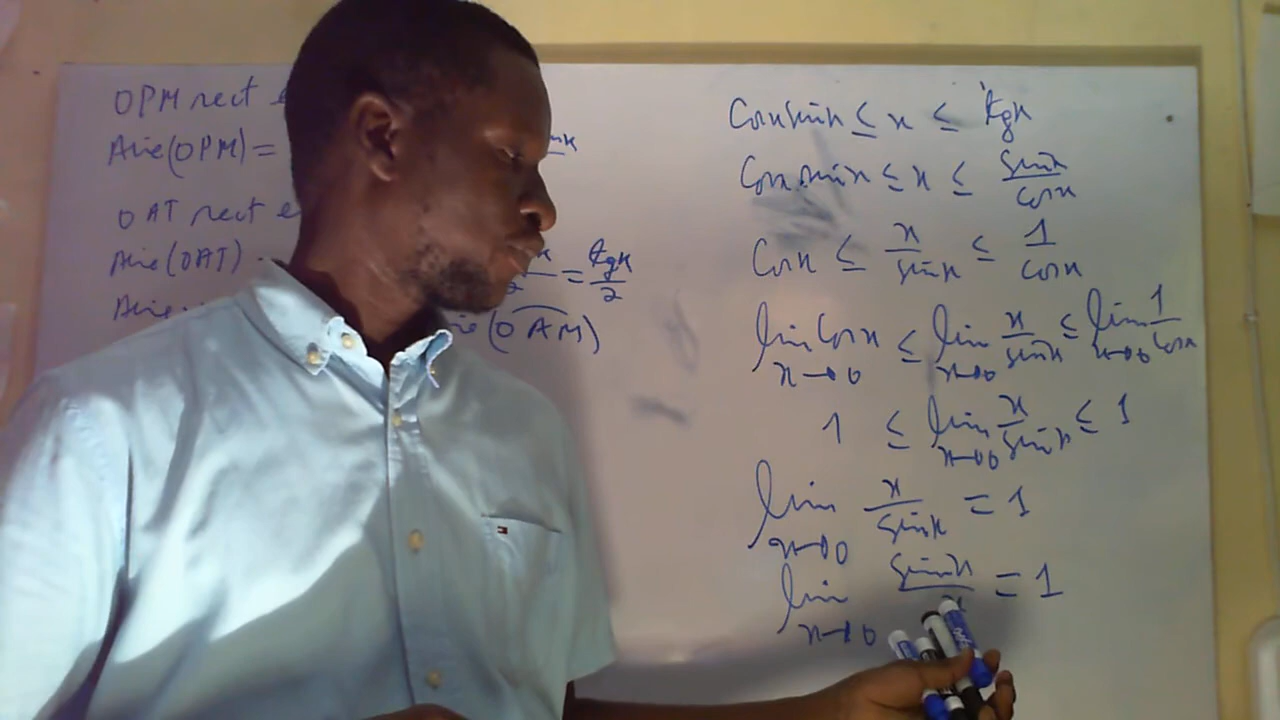 OPM rect
Aire(OPM) =
OAT rect
Aire(OAT)
= tgx/2
(OAM)
Cosx sinx ≤ x ≤ tgx
Cosx.sinx ≤ x ≤ sinx/cosx
Cosx ≤ x/sinx ≤ 1/cosx
lim x→0 Cosx ≤ lim x→0 x/sinx ≤ lim x→0 1/cosx
1 ≤ lim x→0 x/sinx ≤ 1
lim x→0 x/sinx = 1
lim x→0 sinx/x = 1